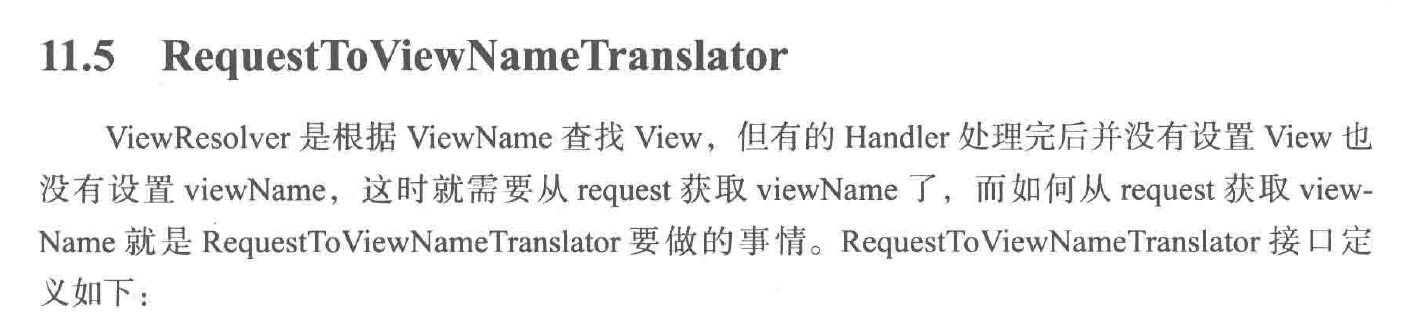 11.5 RequestToViewNameTranslator
ViewResolver 是根据 ViewName 查找 View，但有的 Handler 处理完后并没有设置 View 也
没有设置 viewName，这时就需要从 request 获取 viewName 了，而如何从 request 获取 view-
Name 就是 RequestToViewNameTranslator 要做的事情。RequestToViewNameTranslator 接口定
义如下：